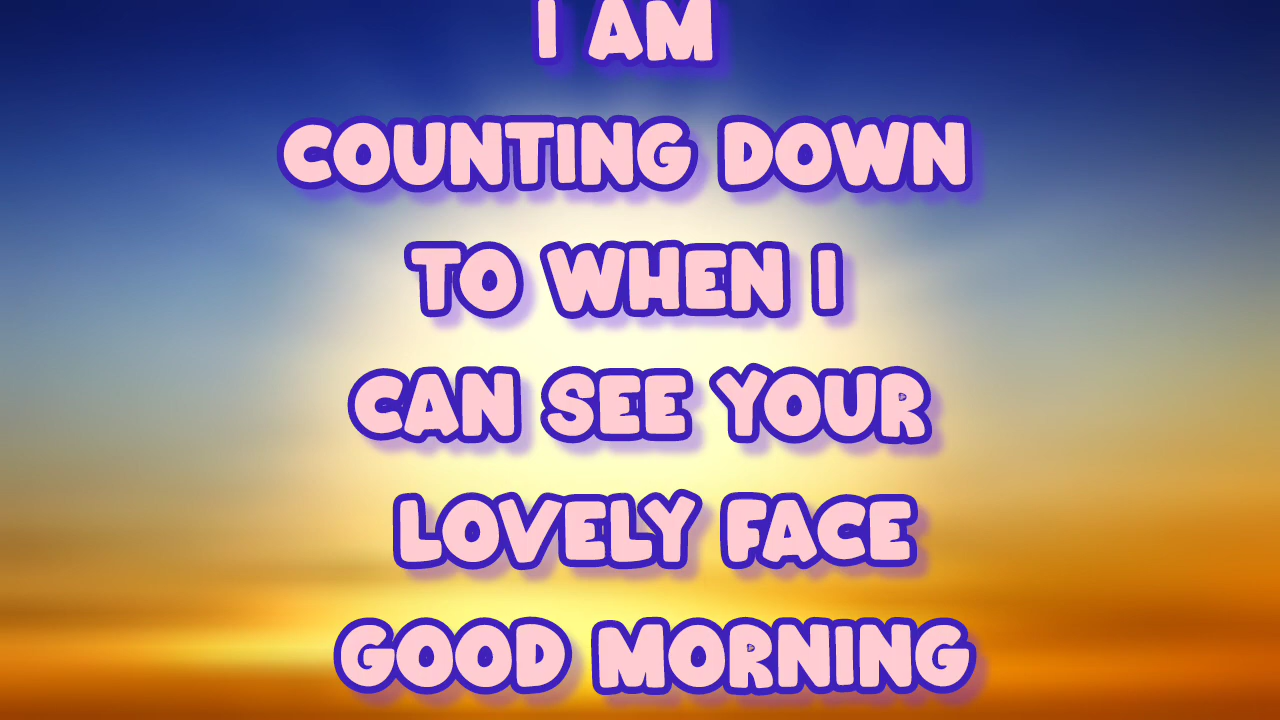 I AM
COUNTING DOWN
TO WHEN I
CAN SEE YOUR
LOVELY FACE
GOOD MORNING